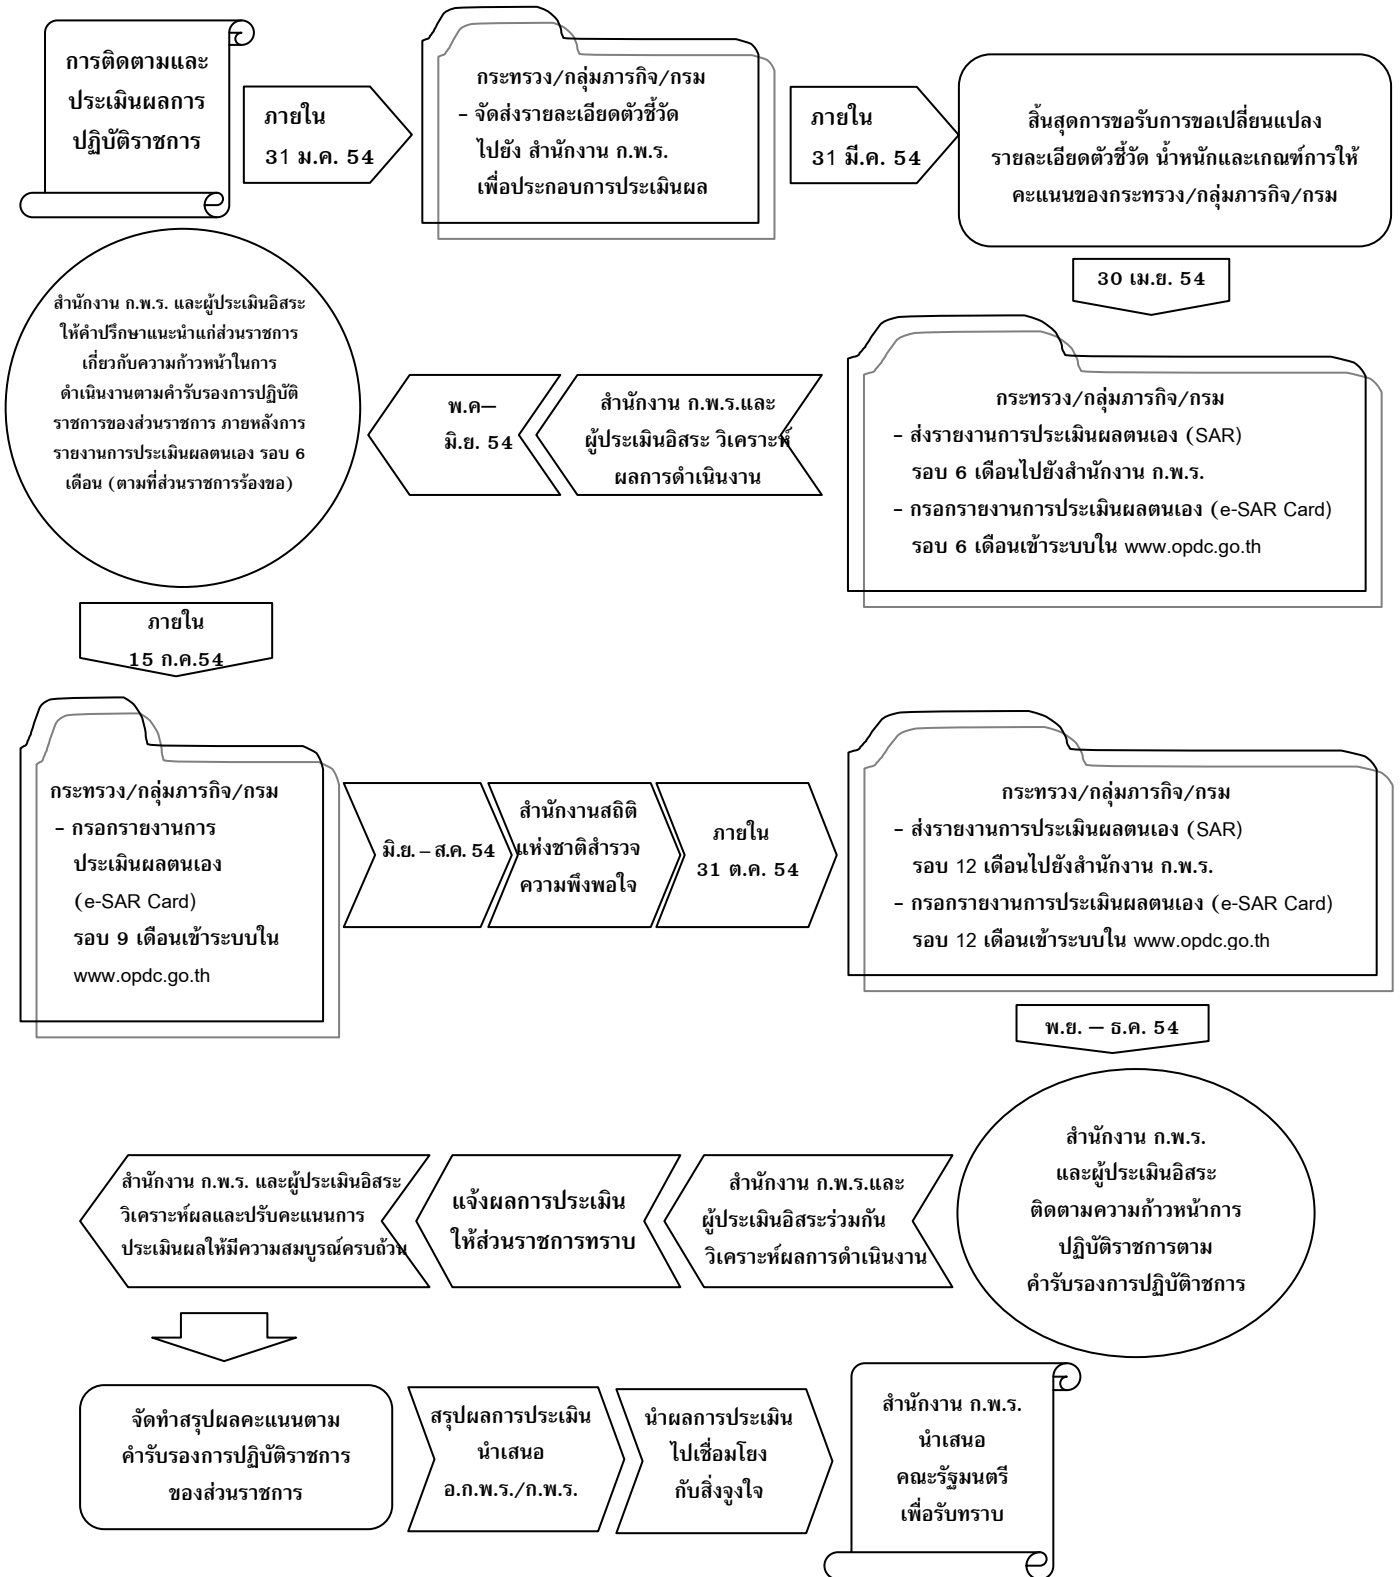 การติดตามและ
ประเมินผลการ
ปฏิบัติราชการ
ภายใน
31 ม.ค. 54
กระทรวง/กลุ่มภารกิจ/กรม
- จัดส่งรายละเอียดตัวชี้วัด
ไปยัง สำนักงาน ก.พ.ร.
เพื่อประกอบการประเมินผล
ภายใน
31 มี.ค. 54
สิ้นสุดการขอรับการขอเปลี่ยนแปลง
รายละเอียดตัวชี้วัด น้ำหนักและเกณฑ์การให้
คะแนนของกระทรวง/กลุ่มภารกิจ/กรม
30 เม.ย. 54
กระทรวง/กลุ่มภารกิจ/กรม
- ส่งรายงานการประเมินผลตนเอง (SAR)
รอบ 6 เดือนไปยังสำนักงาน ก.พ.ร.
- กรอกรายงานการประเมินผลตนเอง (e-SAR Card)
รอบ 6 เดือนเข้าระบบใน www.opdc.go.th
สำนักงาน ก.พ.ร.และ
ผู้ประเมินอิสระ วิเคราะห์
ผลการดำเนินงาน
พ.ค—
มิ.ย. 54
สำนักงาน ก.พ.ร. และผู้ประเมินอิสระ
ให้คำปรึกษาแนะนำแก่ส่วนราชการ
เกี่ยวกับความก้าวหน้าในการ
ดำเนินงานตามคำรับรองการปฏิบัติ
ราชการของส่วนราชการ ภายหลังการ
รายงานการประเมินผลตนเอง รอบ 6
เดือน (ตามที่ส่วนราชการร้องขอ)
ภายใน
15 ก.ค.54
กระทรวง/กลุ่มภารกิจ/กรม
- กรอกรายงานการ
ประเมินผลตนเอง
(e-SAR Card)
รอบ 9 เดือนเข้าระบบใน
www.opdc.go.th
มิ.ย. – ส.ค. 54
สำนักงานสถิติ
แห่งชาติสำรวจ
ความพึงพอใจ
ภายใน
31 ต.ค. 54
กระทรวง/กลุ่มภารกิจ/กรม
- ส่งรายงานการประเมินผลตนเอง (SAR)
รอบ 12 เดือนไปยังสำนักงาน ก.พ.ร.
- กรอกรายงานการประเมินผลตนเอง (e-SAR Card)
รอบ 12 เดือนเข้าระบบใน www.opdc.go.th
พ.ย. — ธ.ค. 54
สำนักงาน ก.พ.ร.
และผู้ประเมินอิสระ
ติดตามความก้าวหน้าการ
ปฏิบัติราชการตาม
คำรับรองการปฏิบัติาชการ
สำนักงาน ก.พ.ร.และ
ผู้ประเมินอิสระร่วมกัน
วิเคราะห์ผลการดำเนินงาน
แจ้งผลการประเมิน
ให้ส่วนราชการทราบ
สำนักงาน ก.พ.ร. และผู้ประเมินอิสระ
วิเคราะห์ผลและปรับคะแนนการ
ประเมินผลให้มีความสมบูรณ์ครบถ้วน
จัดทำสรุปผลคะแนนตาม
คำรับรองการปฏิบัติราชการ
ของส่วนราชการ
สรุปผลการประเมิน
นำเสนอ
อ.ก.พ.ร./ก.พ.ร.
นำผลการประเมิน
ไปเชื่อมโยง
กับสิ่งจูงใจ
สำนักงาน ก.พ.ร.
นำเสนอ
คณะรัฐมนตรี
เพื่อรับทราบ